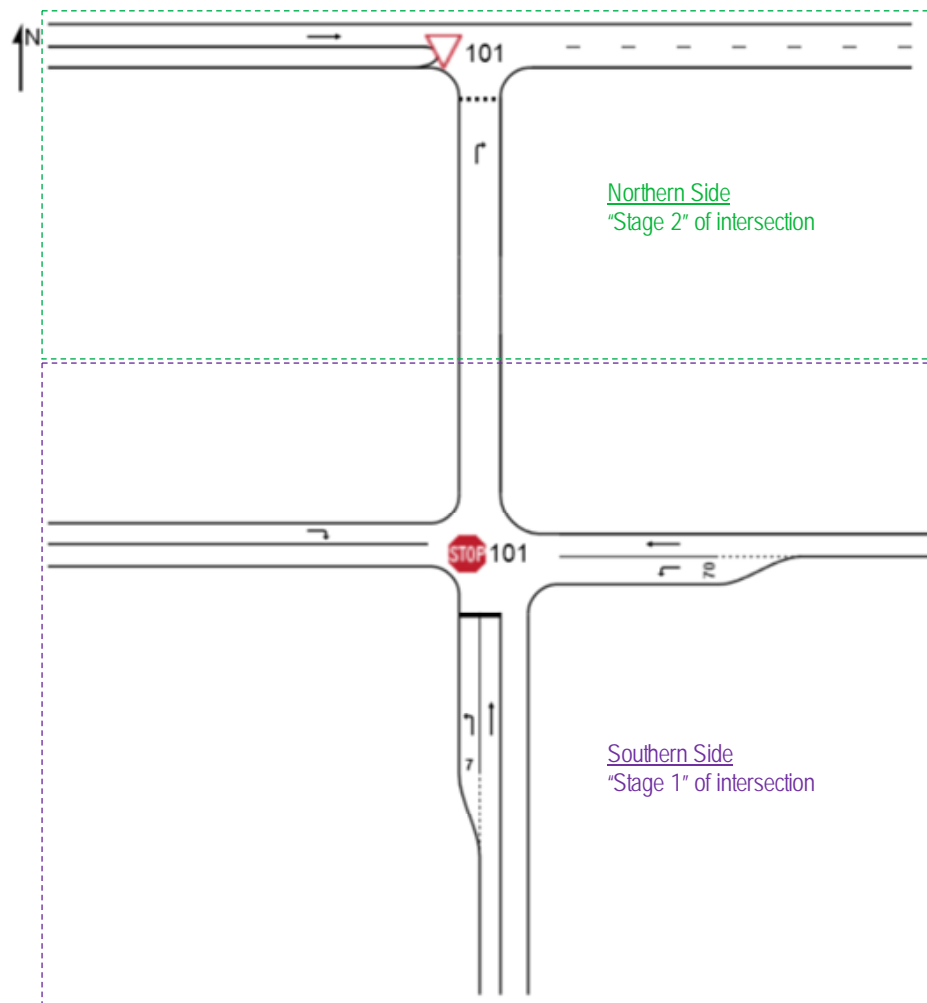 N
101
Northern Side
“Stage 2” of intersection
STOP 101
70
7
Southern Side
“Stage 1” of intersection